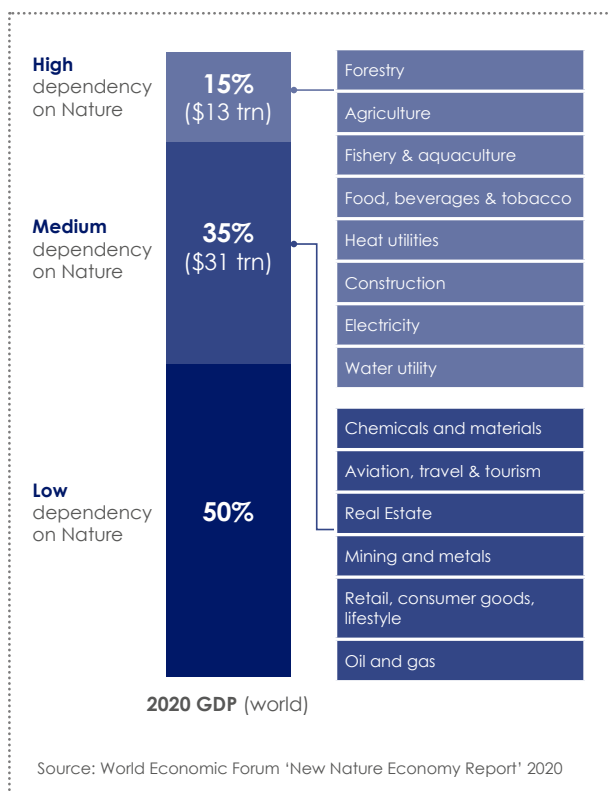 High
dependency
on Nature
15%
($13 trn)
Medium
dependency
on Nature
35%
($31 trn)
Low
dependency
on Nature
50%
2020 GDP (world)
Forestry
Agriculture
Fishery & aquaculture
Food, beverages & tobacco
Heat utilities
Construction
Electricity
Water utility
Chemicals and materials
Aviation, travel & tourism
Real Estate
Mining and metals
Retail, consumer goods,
lifestyle
Oil and gas
Source: World Economic Forum ‘New Nature Economy Report’ 2020